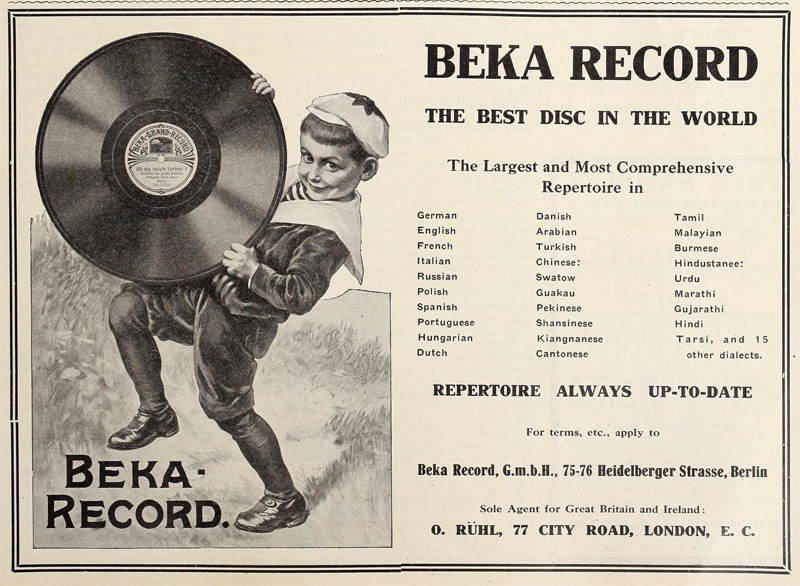 BEKA-GRAND-RECORD
BEKA-
RECORD.
BEKA RECORD
THE BEST DISC IN THE WORLD
The Largest and Most Comprehensive
Repertoire in
German
English
French
Italian
Russian
Polish
Spanish
Portuguese
Hungarian
Dutch
Danish
Arabian
Turkish
Chinese:
Swatow
Guakau
Pekinese
Shansinese
Kiangnanese
Cantonese
Tamil
Malayian
Burmese
Hindustanee:
Urdu
Marathi
Gujarathi
Hindi
Tarsi, and 15
other dialects.
REPERTOIRE ALWAYS UP-TO-DATE
For terms, etc., apply to
Beka Record, G.m.b.H., 75-76 Heidelberger Strasse, Berlin
Sole Agent for Great Britain and Ireland:
O. RÜHL, 77 CITY ROAD, LONDON, E. C.